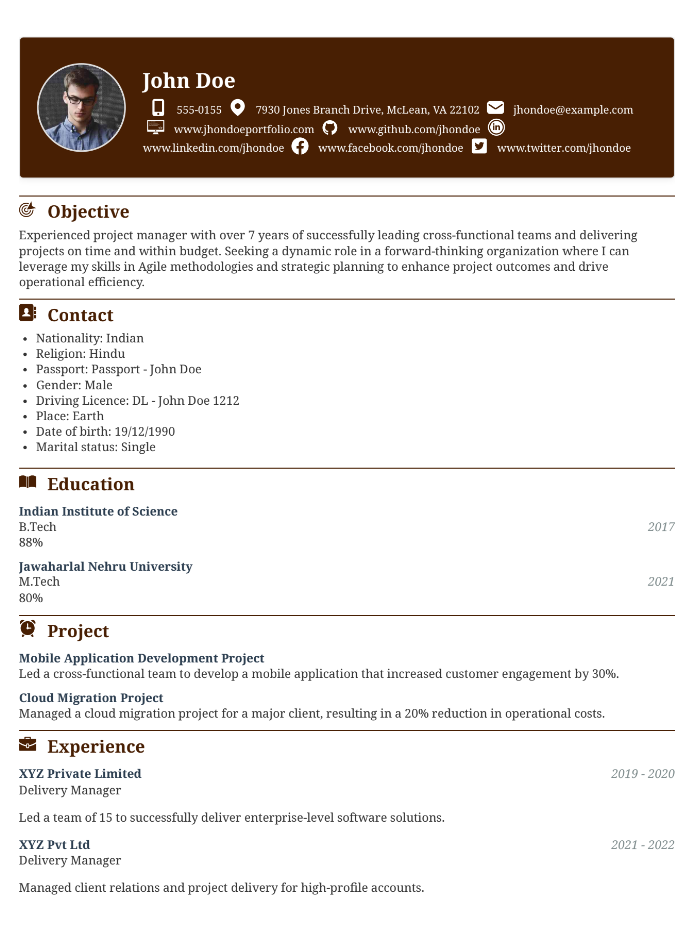 John Doe
555-0155 7930 Jones Branch Drive, McLean, VA 22102 jhondoe@example.com
www.jhondoeportfolio.com www.github.com/jhondoe
www.linkedin.com/jhondoe www.facebook.com/jhondoe www.twitter.com/jhondoe
Objective
Experienced project manager with over 7 years of successfully leading cross-functional teams and delivering
projects on time and within budget. Seeking a dynamic role in a forward-thinking organization where I can
leverage my skills in Agile methodologies and strategic planning to enhance project outcomes and drive
operational efficiency.
Contact
• Nationality: Indian
• Religion: Hindu
• Passport: Passport - John Doe
• Gender: Male
• Driving Licence: DL - John Doe 1212
• Place: Earth
• Date of birth: 19/12/1990
• Marital status: Single
Education
Indian Institute of Science
B.Tech 2017
88%
Jawaharlal Nehru University
M.Tech 2021
80%
Project
Mobile Application Development Project
Led a cross-functional team to develop a mobile application that increased customer engagement by 30%.
Cloud Migration Project
Managed a cloud migration project for a major client, resulting in a 20% reduction in operational costs.
Experience
XYZ Private Limited 2019 - 2020
Delivery Manager
Led a team of 15 to successfully deliver enterprise-level software solutions.
XYZ Pvt Ltd 2021 - 2022
Delivery Manager
Managed client relations and project delivery for high-profile accounts.